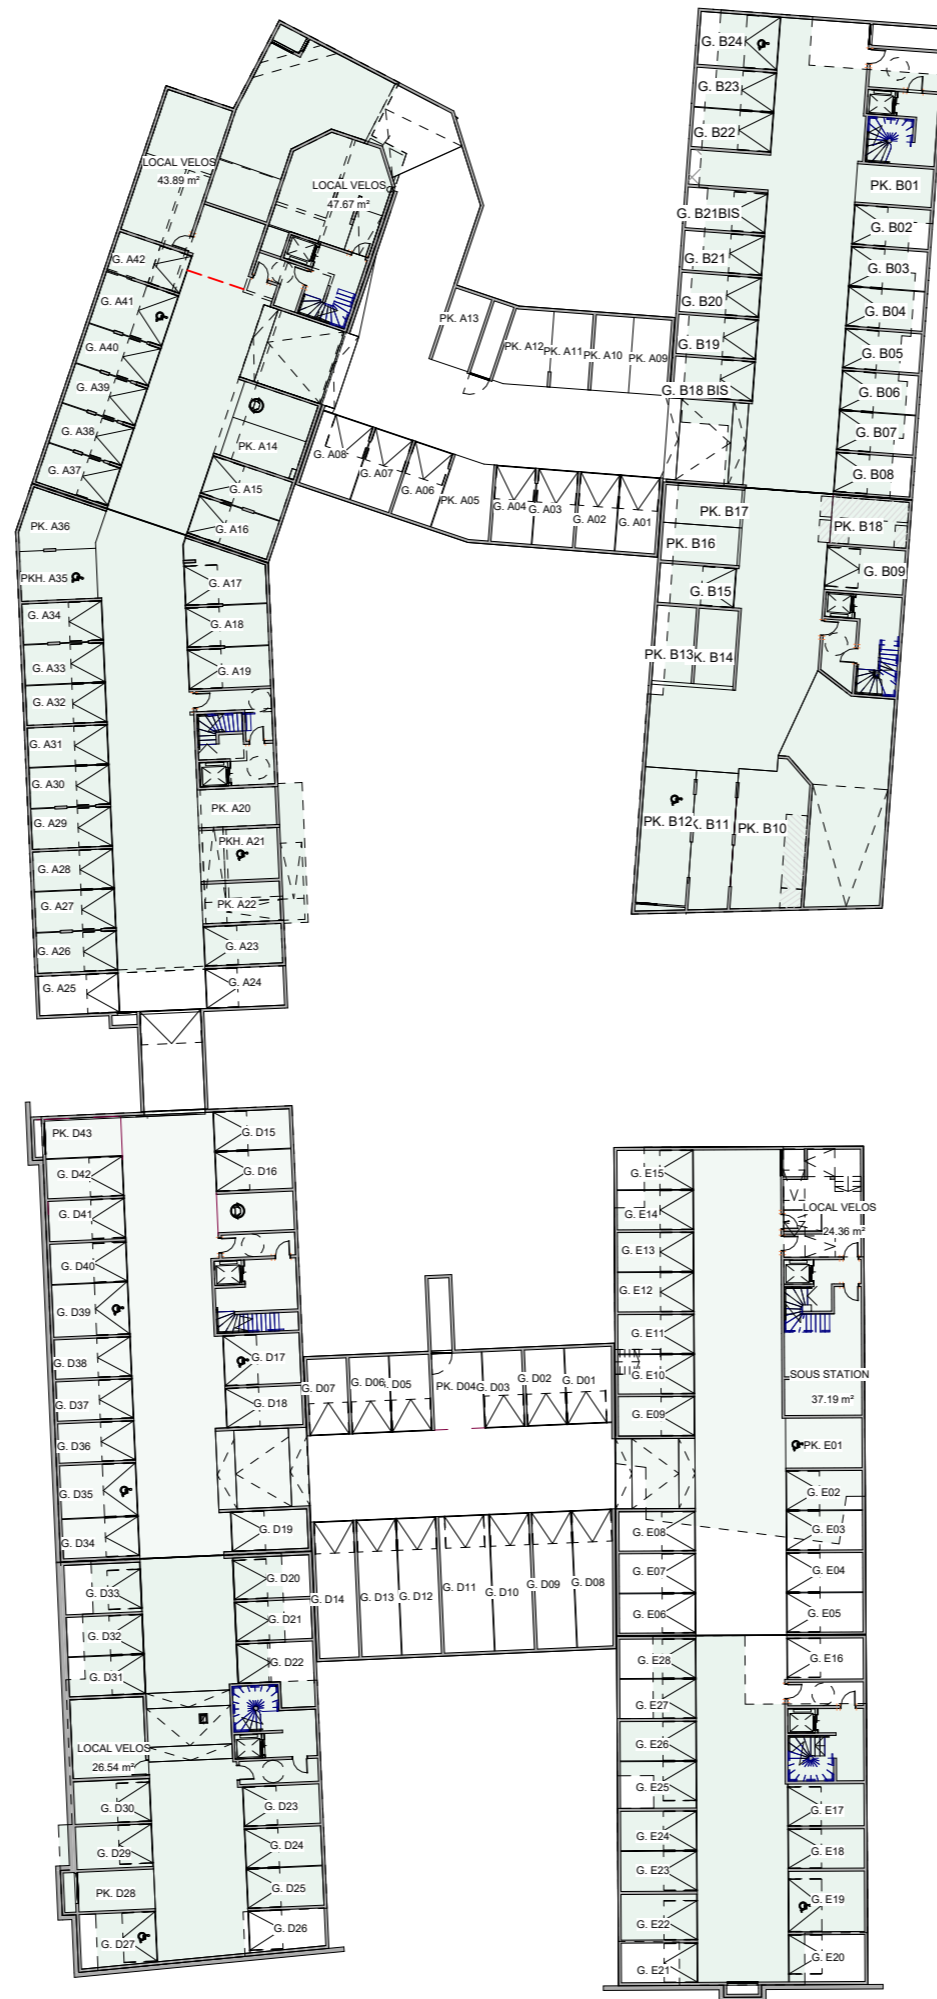 LOCAL VELOS
43.89 m²
LOCAL VELOS
47.67 m²
G. A42
G. A41
G. A40
G. A39
G. A38
G. A37
PK. A36
PKH. A35
G. A34
G. A33
G. A32
G. A31
G. A30
G. A29
G. A28
G. A27
G. A26
G. A25
PK. A14
G. A15
G. A16
G. A17
G. A18
G. A19
PK. A20
PKH. A21
PK. A22
G. A23
G. A24
PK. A13
PK. A12
PK. A11
PK. A10
PK. A09
G. A08
G. A07
G. A06
PK. A05
G. A04
G. A03
G. A02
G. A01
G. B24
G. B23
G. B22
G. B21BIS
G. B21
G. B20
G. B19
G. B18 BIS
PK. B01
G. B02
G. B03
G. B04
G. B05
G. B06
G. B07
G. B08
PK. B17
PK. B18
PK. B16
G. B09
G. B15
PK. B13
K. B14
PK. B12
K. B11
PK. B10
PK. D43
G. D42
G. D41
G. D40
G. D39
G. D38
G. D37
G. D36
G. D35
G. D34
G. D33
G. D32
G. D31
LOCAL VELOS
26.54 m²
G. D30
G. D29
PK. D28
G. D27
G. D15
G. D16
G. D17
G. D18
G. D19
G. D20
G. D21
G. D22
G. D23
G. D24
G. D25
G. D26
G. D07
G. D06
G. D05
PK. D04
G. D03
G. D02
G. D01
G. D14
G. D13
G. D12
G. D11
G. D10
G. D09
G. D08
G. E15
G. E14
G. E13
G. E12
G. E11
G. E10
G. E09
G. E08
G. E07
G. E06
G. E28
G. E27
G. E26
G. E25
G. E24
G. E23
G. E22
G. E21
LOCAL VELOS
24.36 m²
SOUS STATION
37.19 m²
PK. E01
G. E02
G. E03
G. E04
G. E05
G. E16
G. E17
G. E18
G. E19
G. E20